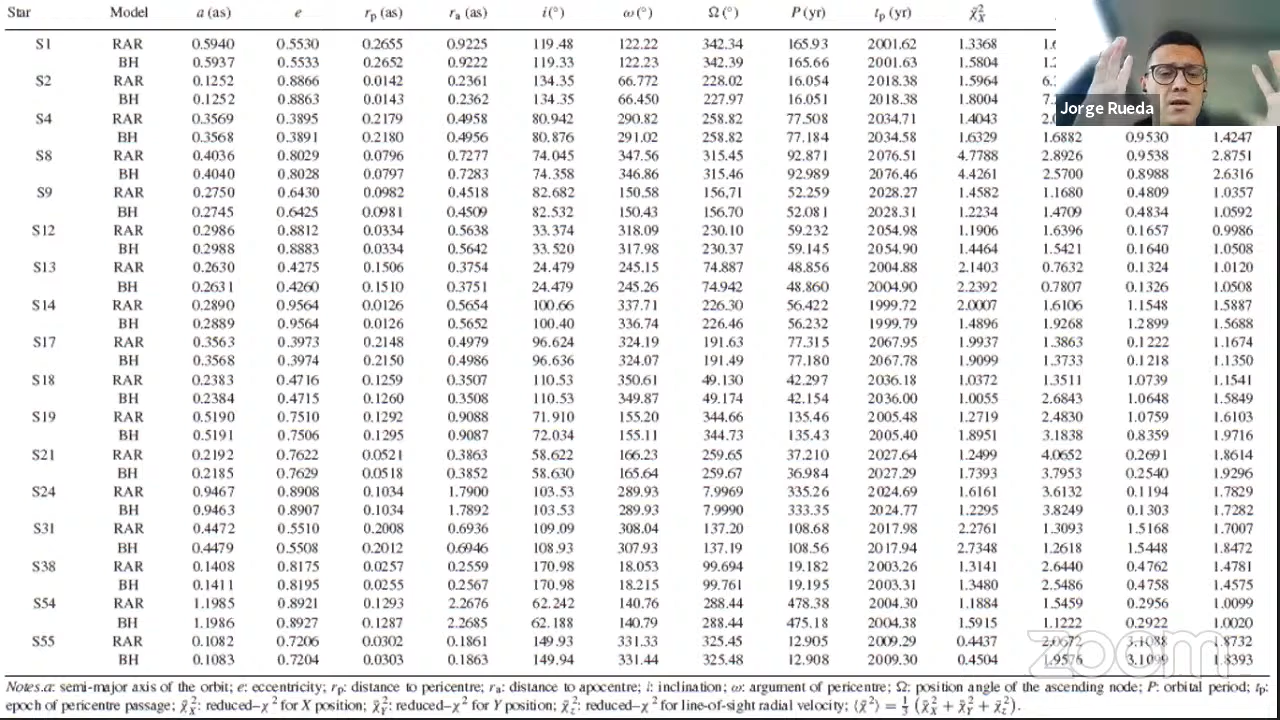 Star Model a (as) e r_p (as) r_a (as) i(°) ω(°) Ω(°) P(yr) t_p(yr) χ̄²_X
Jorge Rueda
S1 RAR 0.5940 0.5530 0.2655 0.9225 119.48 122.22 342.34 165.93 2001.62 1.3368
BH 0.5937 0.5533 0.2652 0.9222 119.33 122.23 342.39 165.66 2001.63 1.5804
S2 RAR 0.1252 0.8866 0.0142 0.2361 134.35 66.772 228.02 16.054 2018.38 1.5964
BH 0.1252 0.8863 0.0143 0.2362 134.35 66.450 227.97 16.051 2018.38 1.8004
S4 RAR 0.3569 0.3895 0.2179 0.4958 80.942 290.82 258.82 77.508 2034.71 1.4043
BH 0.3568 0.3891 0.2180 0.4956 80.876 291.02 258.82 77.184 2034.58 1.6329 1.6882 0.9530 1.4247
S8 RAR 0.4036 0.8029 0.0796 0.7277 74.045 347.56 315.45 92.871 2076.51 4.7788 2.8926 0.9538 2.8751
BH 0.4040 0.8028 0.0797 0.7283 74.358 346.86 315.46 92.989 2076.46 4.4261 2.5700 0.8988 2.6316
S9 RAR 0.2750 0.6430 0.0982 0.4518 82.682 150.58 156,71 52.259 2028.27 1.4582 1.1680 0.4809 1.0357
BH 0.2745 0.6425 0.0981 0.4509 82.532 150.43 156.70 52.081 2028.31 1.2234 1.4709 0.4834 1.0592
S12 RAR 0.2986 0.8812 0.0334 0.5638 33.374 318.09 230.10 59.232 2054.98 1.1906 1.6396 0.1657 0.9986
BH 0.2988 0.8883 0.0334 0.5642 33.520 317.98 230.37 59.145 2054.90 1.4464 1.5421 0.1640 1.0508
S13 RAR 0.2630 0.4275 0.1506 0.3754 24.479 245.15 74.887 48.856 2004.88 2.1403 0.7632 0.1324 1.0120
BH 0.2631 0.4260 0.1510 0.3751 24.479 245.26 74.942 48.860 2004.90 2.2392 0.7807 0.1326 1.0508
S14 RAR 0.2890 0.9564 0.0126 0.5654 100.66 337.71 226.30 56.422 1999.72 2.0007 1.6106 1.1548 1.5887
BH 0.2889 0.9564 0.0126 0.5652 100.40 336.74 226.46 56.232 1999.79 1.4896 1.9268 1.2899 1.5688
S17 RAR 0.3563 0.3973 0.2148 0.4979 96.624 324.19 191.63 77.315 2067.95 1.9937 1.3863 0.1222 1.1674
BH 0.3568 0.3974 0.2150 0.4986 96.636 324.07 191.49 77.180 2067.78 1.9099 1.3733 0.1218 1.1350
S18 RAR 0.2383 0.4716 0.1259 0.3507 110.53 350.61 49.130 42.297 2036.18 1.0372 1.3511 1.0739 1.1541
BH 0.2384 0.4715 0.1260 0.3508 110.53 349.87 49.174 42.154 2036.00 1.0055 2.6843 1.0648 1.5849
S19 RAR 0.5190 0.7510 0.1292 0.9088 71.910 155.20 344.66 135.46 2005.48 1.2719 2.4830 1.0759 1.6103
BH 0.5191 0.7506 0.1295 0.9087 72.034 155.11 344.73 135.43 2005.40 1.8951 3.1838 0.8359 1.9716
S21 RAR 0.2192 0.7622 0.0521 0.3863 58.622 166.23 259.65 37.210 2027.64 1.2499 4.0652 0.2691 1.8614
BH 0.2185 0.7629 0.0518 0.3852 58.630 165.64 259.67 36.984 2027.29 1.7393 3.7953 0.2540 1.9296
S24 RAR 0.9467 0.8908 0.1034 1.7900 103.53 289.93 7.9969 335.26 2024.69 1.6161 3.6132 0.1194 1.7829
BH 0.9463 0.8907 0.1034 1.7892 103.53 289.93 7.9990 333.35 2024.77 1.2295 3.8249 0.1303 1.7282
S31 RAR 0.4472 0.5510 0.2008 0.6936 109.09 308.04 137.20 108.68 2017.98 2.2761 1.3093 1.5168 1.7007
BH 0.4479 0.5508 0.2012 0.6946 108.93 307.93 137.19 108.56 2017.94 2.7348 1.2618 1.5448 1.8472
S38 RAR 0.1408 0.8175 0.0257 0.2559 170.98 18.053 99.694 19.182 2003.26 1.3141 2.6440 0.4762 1.4781
BH 0.1411 0.8195 0.0255 0.2567 170.98 18.215 99.761 19.195 2003.31 1.3480 2.5486 0.4758 1.4575
S54 RAR 1.1985 0.8921 0.1293 2.2676 62.242 140.76 288.44 478.38 2004.30 1.1884 1.5459 0.2956 1.0099
BH 1.1986 0.8927 0.1287 2.2685 62.188 140.79 288.44 475.18 2004.38 1.5915 1.1222 0.2922 1.0020
S55 RAR 0.1082 0.7206 0.0302 0.1861 149.93 331.33 325.45 12.905 2009.29 0.4437
BH 0.1083 0.7204 0.0303 0.1863 149.94 331.44 325.48 12.908 2009.30 0.4504 1.8393
zoom
Notes.a: semi-major axis of the orbit; e: eccentricity; r_p: distance to pericentre; r_a: distance to apocentre; i: inclination; ω: argument of pericentre; Ω: position angle of the ascending node; P: orbital period; t_p:
epoch of pericentre passage; χ̄²_X: reduced–χ² for X position; χ̄²_Y: reduced–χ² for Y position; χ̄²_z: reduced–χ² for line-of-sight radial velocity; ⟨χ̄²⟩ = 1/3 (χ̄²_X + χ̄²_Y + χ̄²_z).